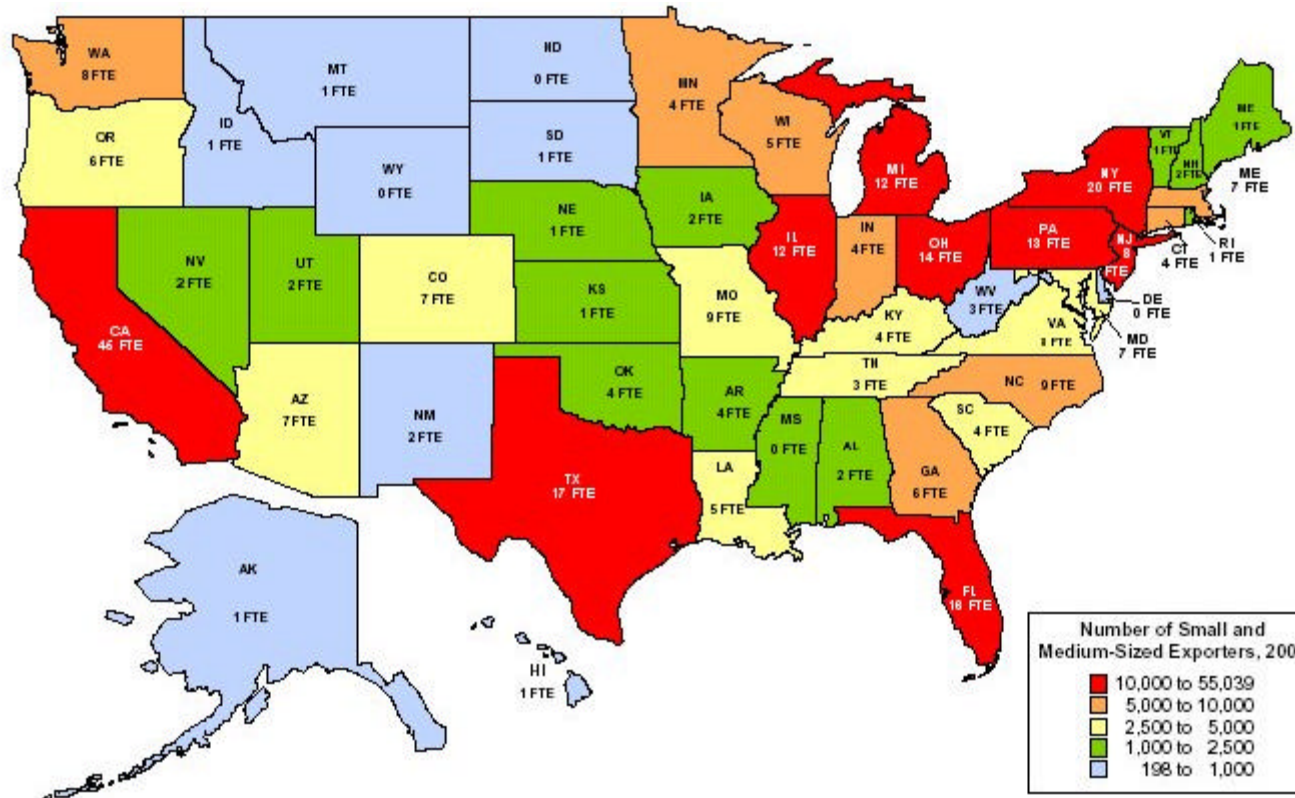 WA
8 FTE
OR
6 FTE
CA
46 FTE
NV
2 FTE
ID
1 FTE
MT
1 FTE
WY
0 FTE
UT
2 FTE
AZ
7 FTE
CO
7 FTE
NM
2 FTE
ND
0 FTE
SD
1 FTE
NE
1 FTE
KS
1 FTE
OK
4 FTE
TX
17 FTE
MN
4 FTE
IA
2 FTE
MO
9 FTE
AR
4 FTE
LA
5 FTE
WI
5 FTE
IL
12 FTE
MI
12 FTE
IN
4 FTE
OH
14 FTE
KY
4 FTE
TN
3 FTE
MS
0 FTE
AL
2 FTE
GA
6 FTE
FL
18 FTE
SC
4 FTE
NC 9 FTE
VA
FTE
WV
3 FTE
PA
13 FTE
NY
20 FTE
NJ
8
FTE
VT
1 FTE
NH
2 FTE
ME
1 FTE
ME
7 FTE
RI
1 FTE
CT
4 FTE
DE
0 FTE
MD
7 FTE
AK
1 FTE
HI
1 FTE
Number of Small and
Medium-Sized Exporters, 200
10,000 to 55,039
5,000 to 10,000
2,500 to 5,000
1,000 to 2,500
198 to 1,000